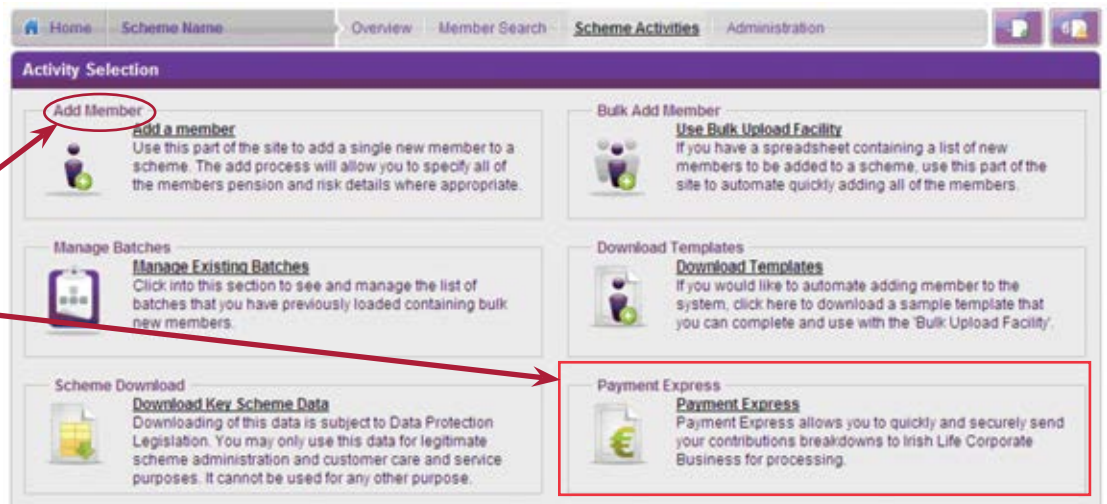 Home Scheme Name Overview Member Search Scheme Activities Administration
Activity Selection
Add Member
Add a member
Use this part of the site to add a single new member to a
scheme. The add process will allow you to specify all of
the members pension and risk details where appropriate.
Bulk Add Member
Use Bulk Upload Facility
If you have a spreadsheet containing a list of new
members to be added to a scheme, use this part of the
site to automate quickly adding all of the members.
Manage Batches
Manage Existing Batches
Click into this section to see and manage the list of
batches that you have previously loaded containing bulk
new members.
Download Templates
Download Templates
If you would like to automate adding member to the
system, click here to download a sample template that
you can complete and use with the 'Bulk Upload Facility'.
Scheme Download
Download Key Scheme Data
Downloading of this data is subject to Data Protection
Legislation. You may only use this data for legitimate
scheme administration and customer care and service
purposes. It cannot be used for any other purpose.
Payment Express
Payment Express
Payment Express allows you to quickly and securely send
your contributions breakdowns to Irish Life Corporate
Business for processing.